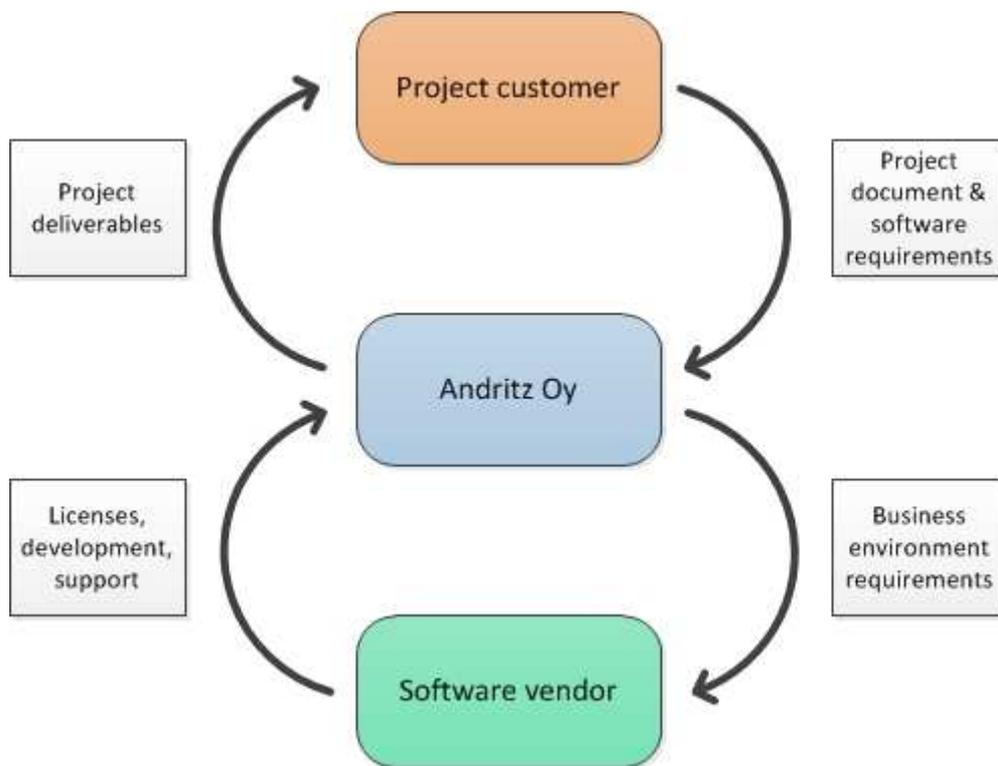 Project customer
Project
deliverables
Project
document &
software
requirements
Andritz Oy
Licenses,
development,
support
Business
environment
requirements
Software vendor